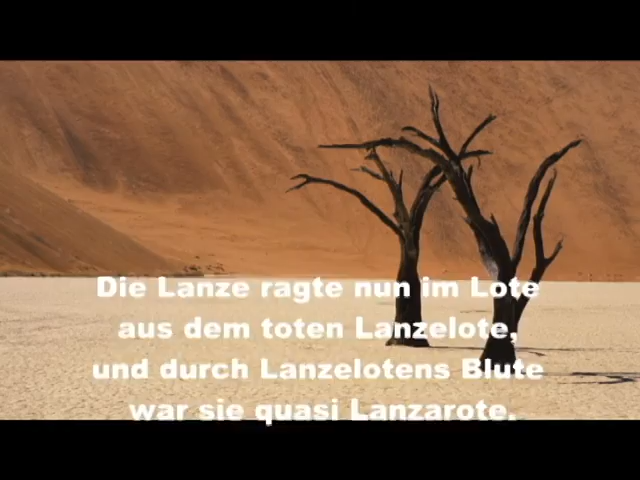 Die Lanze ragte nun im Lote
aus dem toten Lanzelote,
und durch Lanzelotens Blute
war sie quasi Lanzarote.